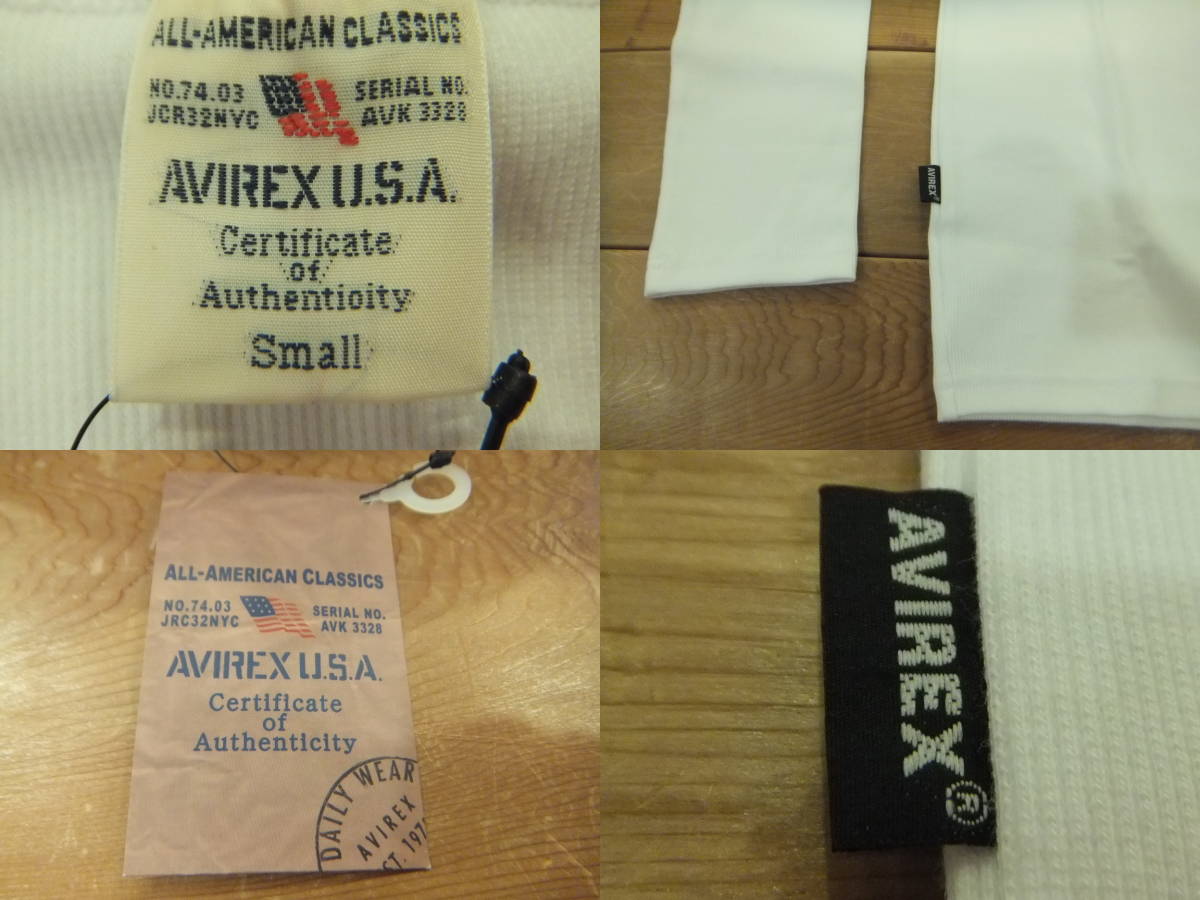 ALL-AMERICAN CLASSICS
NO.74.03
JCR32NYC
SERIAL NO.
AVK 3328
AVIREX U.S.A.
Certificate
of
Authentioity
Small
AVIREX
ALL-AMERICAN CLASSICS
NO.74.03
JRC32NYC
SERIAL NO.
AVK 3328
AVIREX U.S.A.
Certificate
of
Authenticity
DAILY WEAR
AVIREX
AVIREX®